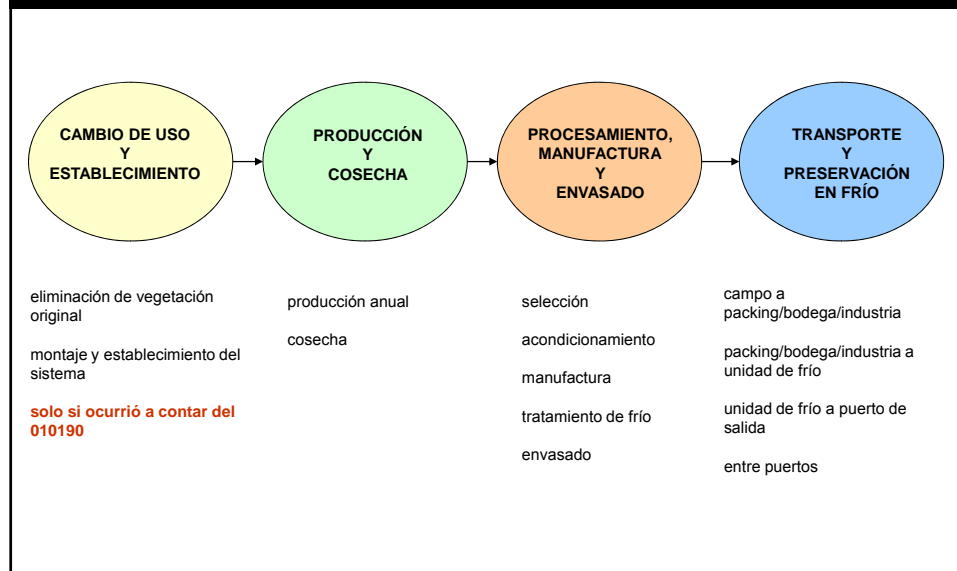 CAMBIO DE USO
Y
ESTABLECIMIENTO
PRODUCCIÓN
Y
COSECHA
PROCESAMIENTO,
MANUFACTURA
Y
ENVASADO
TRANSPORTE
Y
PRESERVACIÓN
EN FRÍO
eliminación de vegetación
original
montaje y establecimiento del
sistema
solo si ocurrió a contar del
010190
producción anual
cosecha
selección
acondicionamiento
manufactura
tratamiento de frío
envasado
campo a
packing/bodega/industria
packing/bodega/industria a
unidad de frío
unidad de frío a puerto de
salida
entre puertos